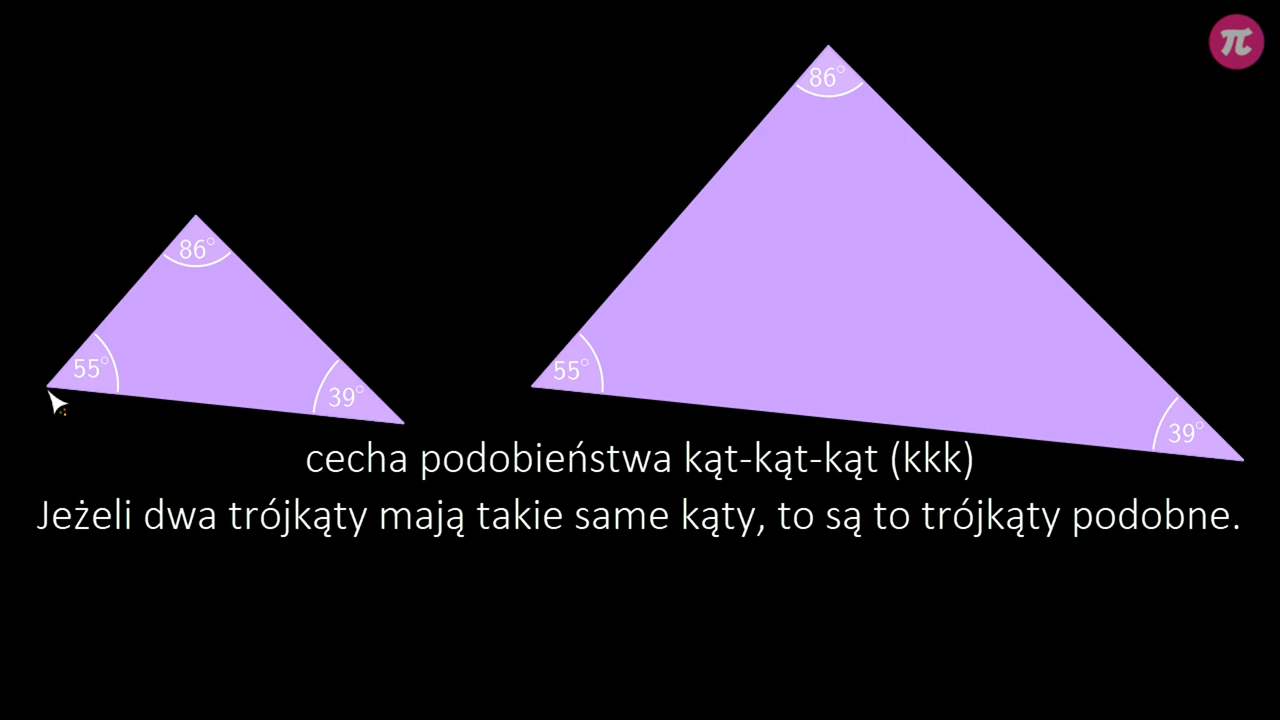 86°
86°
55°
39°
55°
39°
cecha podobieństwa kąt-kąt-kąt (kkk)
Jeżeli dwa trójkąty mają takie same kąty, to są to trójkąty podobne.
π